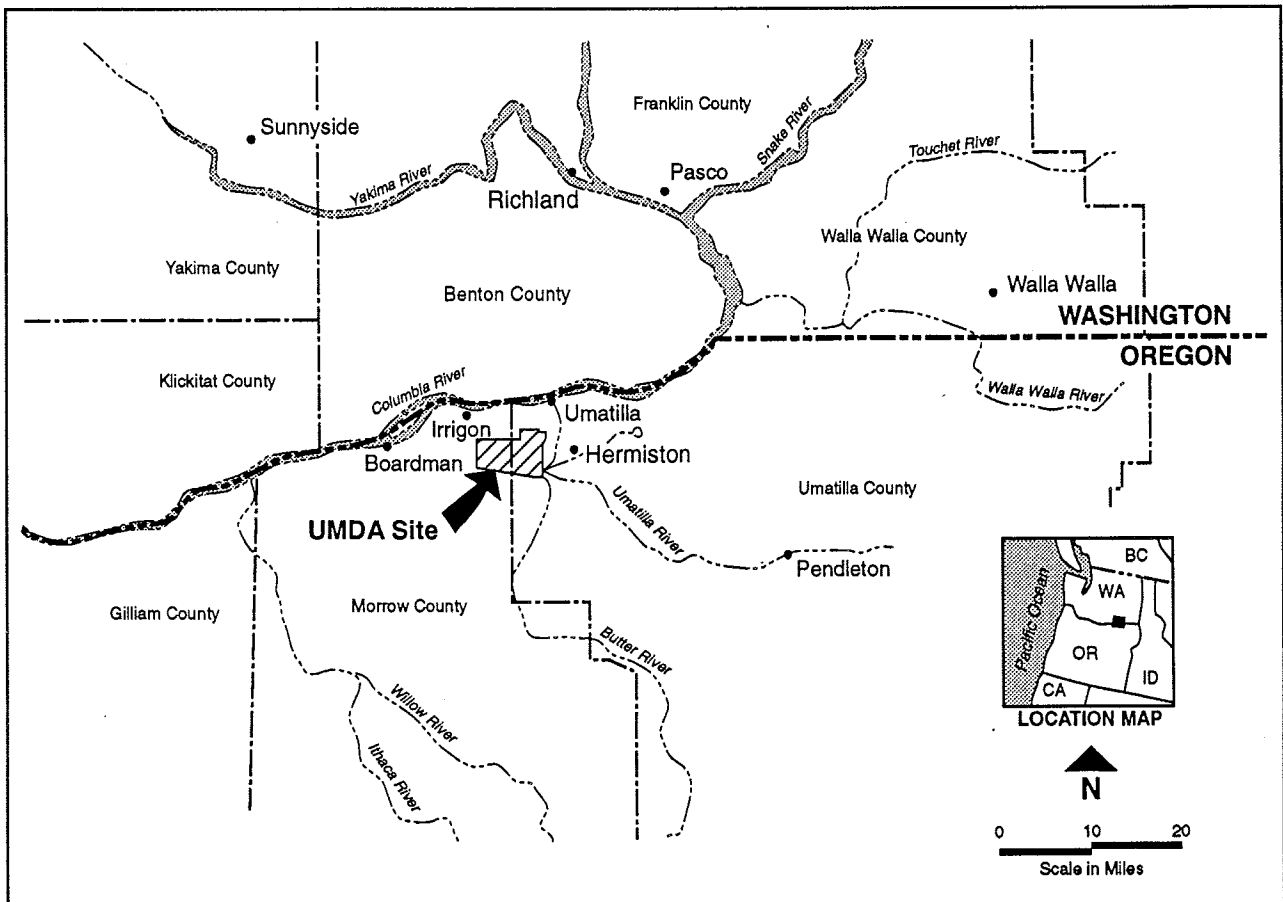 Franklin County
Sunnyside
Snake River
Touchet River
Yakima River
Richland
Pasco
Walla Walla County
Yakima County
Benton County
Walla Walla
WASHINGTON
OREGON
Klickitat County
Columbia River
Walla Walla River
Umatilla
Irrigon
Boardman
Hermiston
Umatilla County
UMDA Site
Umatilla River
Pendleton
Gilliam County
Morrow County
Butter River
Willow River
Ithaca River
BC
WA
Pacific Ocean
OR
ID
CA
LOCATION MAP
N
0 10 20
Scale in Miles